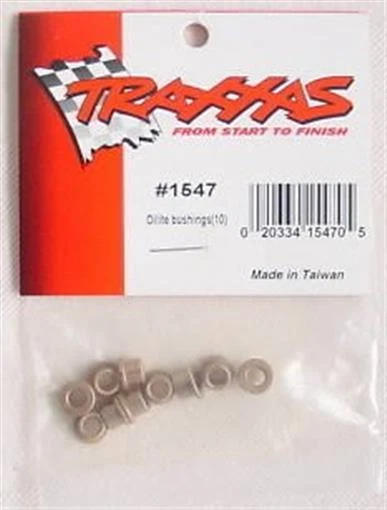 TRAXXAS
FROM START TO FINISH
#1547
Oilite bushings(10)
0 20334 15470 5
Made in Taiwan